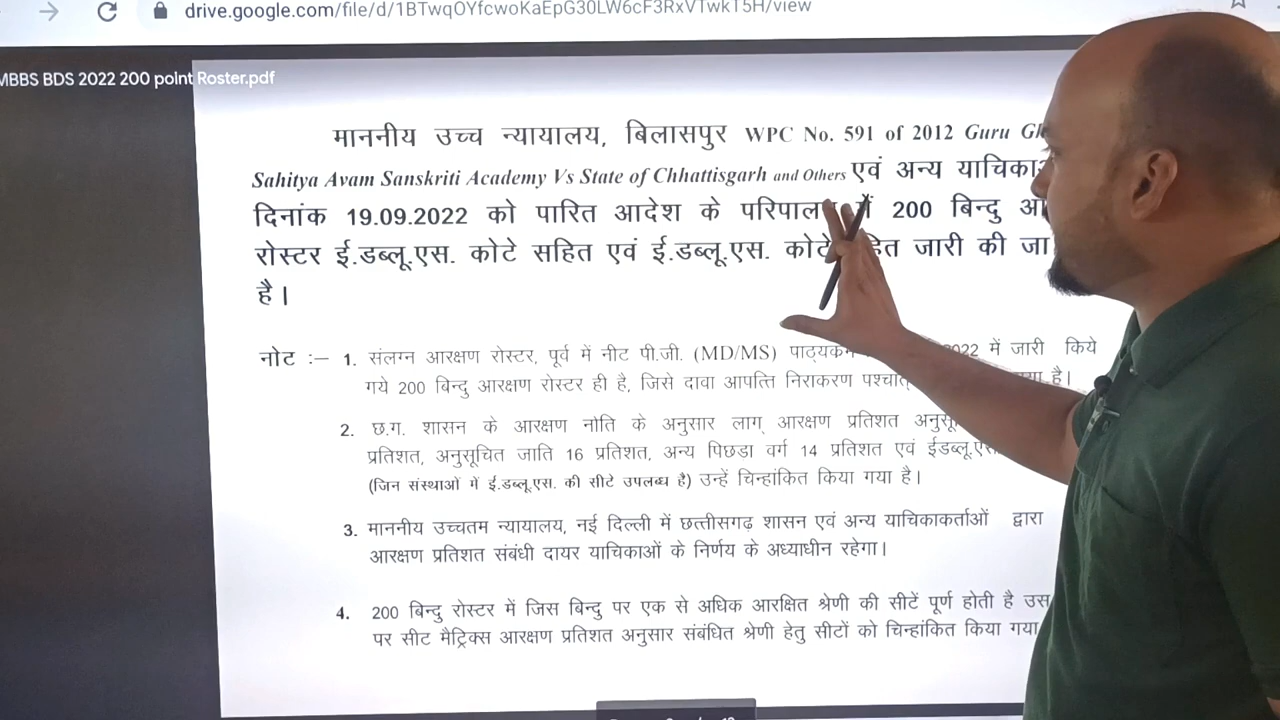 drive.google.com/file/d/1BTwqOYfcwoKaEpG30LW6cF3RxVTwkT5H/view
MBBS BDS 2022 200 point Roster.pdf
माननीय उच्च न्यायालय, बिलासपुर WPC No. 591 of 2012 Guru
Sahitya Avam Sanskriti Academy Vs State of Chhattisgarh and Others एवं अन्य
दिनांक 19.09.2022 को पारित आदेश के में 200 बिन्दु
रोस्टर ई.डब्लू.एस. कोटे सहित एवं ई.डब्लू.एस. कोटे जारी की जा
है।
नोट :– 1. संलग्न आरक्षण रोस्टर, पूर्व में नीट पी.जी. (MD/MS) में जारी किये
गये 200 बिन्दु आरक्षण रोस्टर ही है, जिसे दावा आपत्ति निराकरण है।
2. छ.ग. शासन के आरक्षण नीति के अनुसार लागू आरक्षण प्रतिशत
प्रतिशत, अनुसूचित जाति 16 प्रतिशत, अन्य पिछडा वर्ग 14 प्रतिशत एवं
(जिन संस्थाओं में ई.डब्लू.एस. की सीटे उपलब्ध है) उन्हें चिन्हांकित किया गया है।
3. माननीय उच्चतम न्यायालय, नई दिल्ली में छत्तीसगढ़ शासन एवं अन्य याचिकाकर्ताओं द्वारा
आरक्षण प्रतिशत संबंधी दायर याचिकाओं के निर्णय के अध्याधीन रहेगा।
4. 200 बिन्दु रोस्टर में जिस बिन्दु पर एक से अधिक आरक्षित श्रेणी की सीटें पूर्ण होती है उस
पर सीट मैट्रिक्स आरक्षण प्रतिशत अनुसार संबंधित श्रेणी हेतु सीटों को चिन्हांकित किया गया